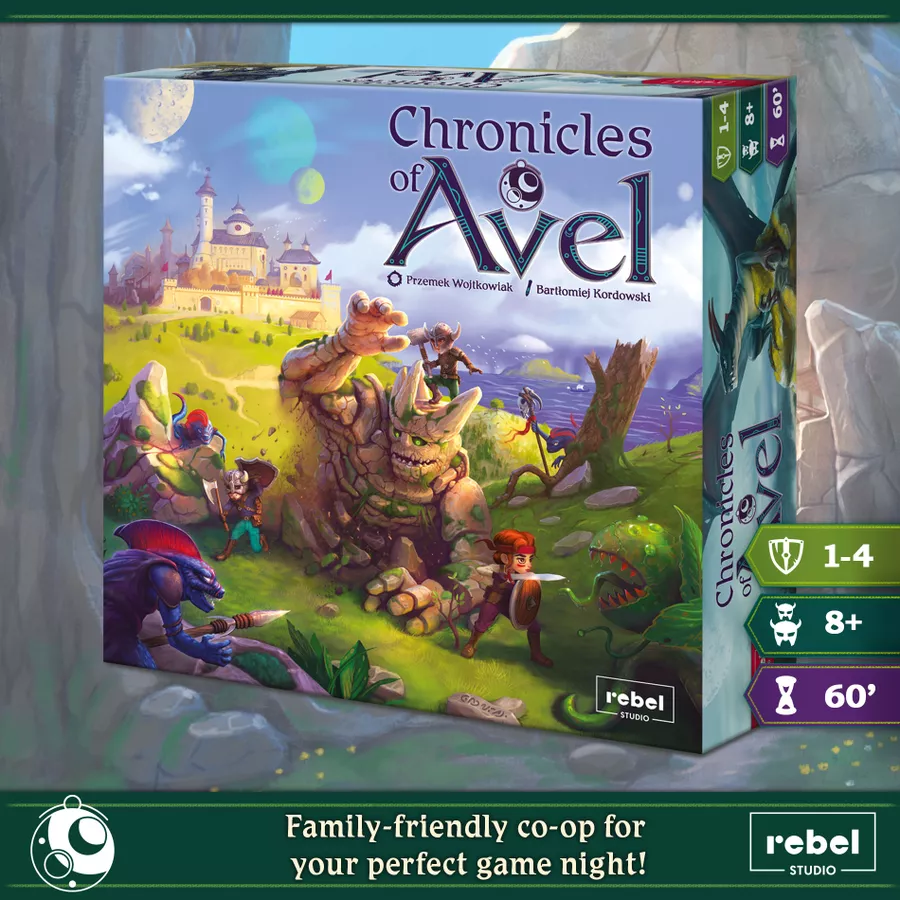 Chronicles
of Avel
Przemek Wojtkowiak
Bartłomiej Kordowski
rebel
STUDIO
1-4
8+
60’
Chronicles
of Avel
1-4
8+
60’
Family-friendly co-op for
your perfect game night!
rebel
STUDIO